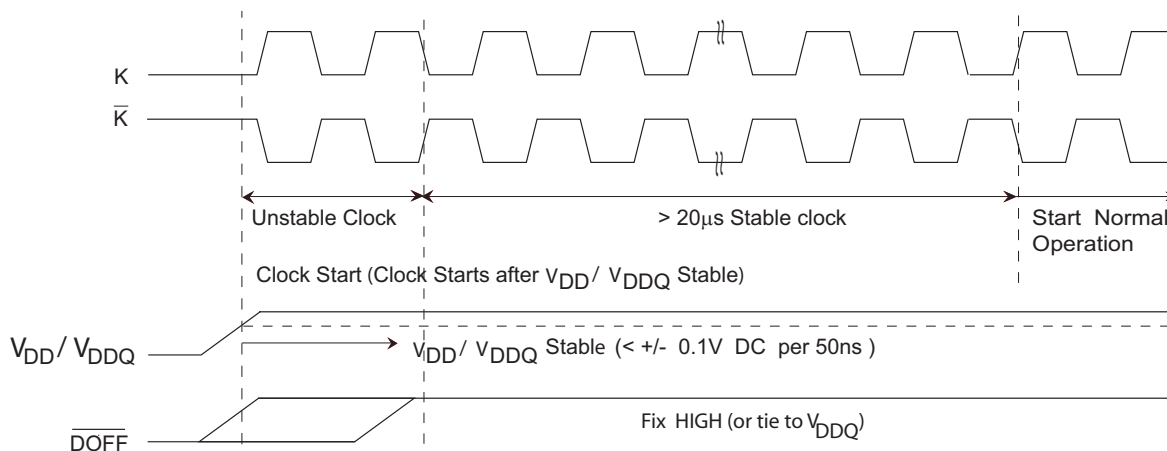 K
K̅
Unstable Clock
> 20μs Stable clock
Start Normal
Operation
Clock Start (Clock Starts after VDD/ VDDQ Stable)
VDD/ VDDQ
VDD/ VDDQ Stable (< +/- 0.1V DC per 50ns )
D̅O̅F̅F̅
Fix HIGH (or tie to VDDQ)